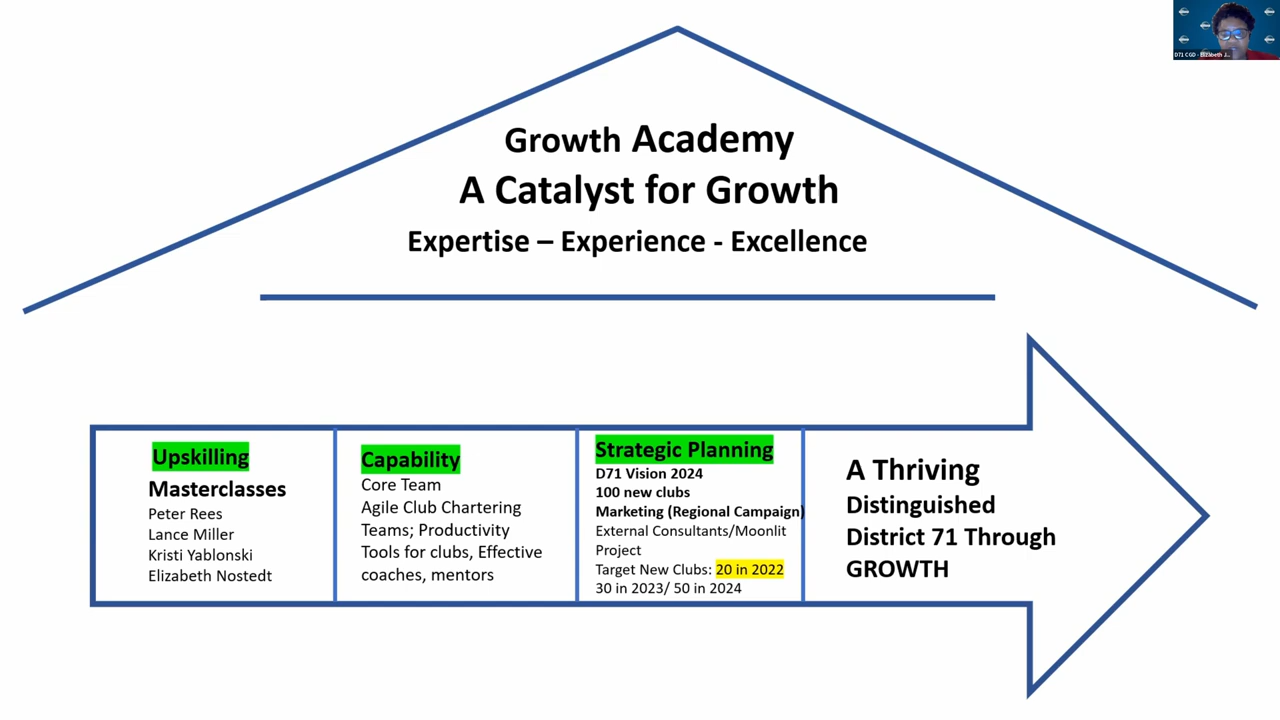 D71 CGD - Elizabeth J...
Growth Academy
A Catalyst for Growth
Expertise – Experience - Excellence
Upskilling
Masterclasses
Peter Rees
Lance Miller
Kristi Yablonski
Elizabeth Nostedt
Capability
Core Team
Agile Club Chartering
Teams; Productivity
Tools for clubs, Effective
coaches, mentors
Strategic Planning
D71 Vision 2024
100 new clubs
Marketing (Regional Campaign)
External Consultants/Moonlit
Project
Target New Clubs: 20 in 2022
30 in 2023/ 50 in 2024
A Thriving
Distinguished
District 71 Through
GROWTH